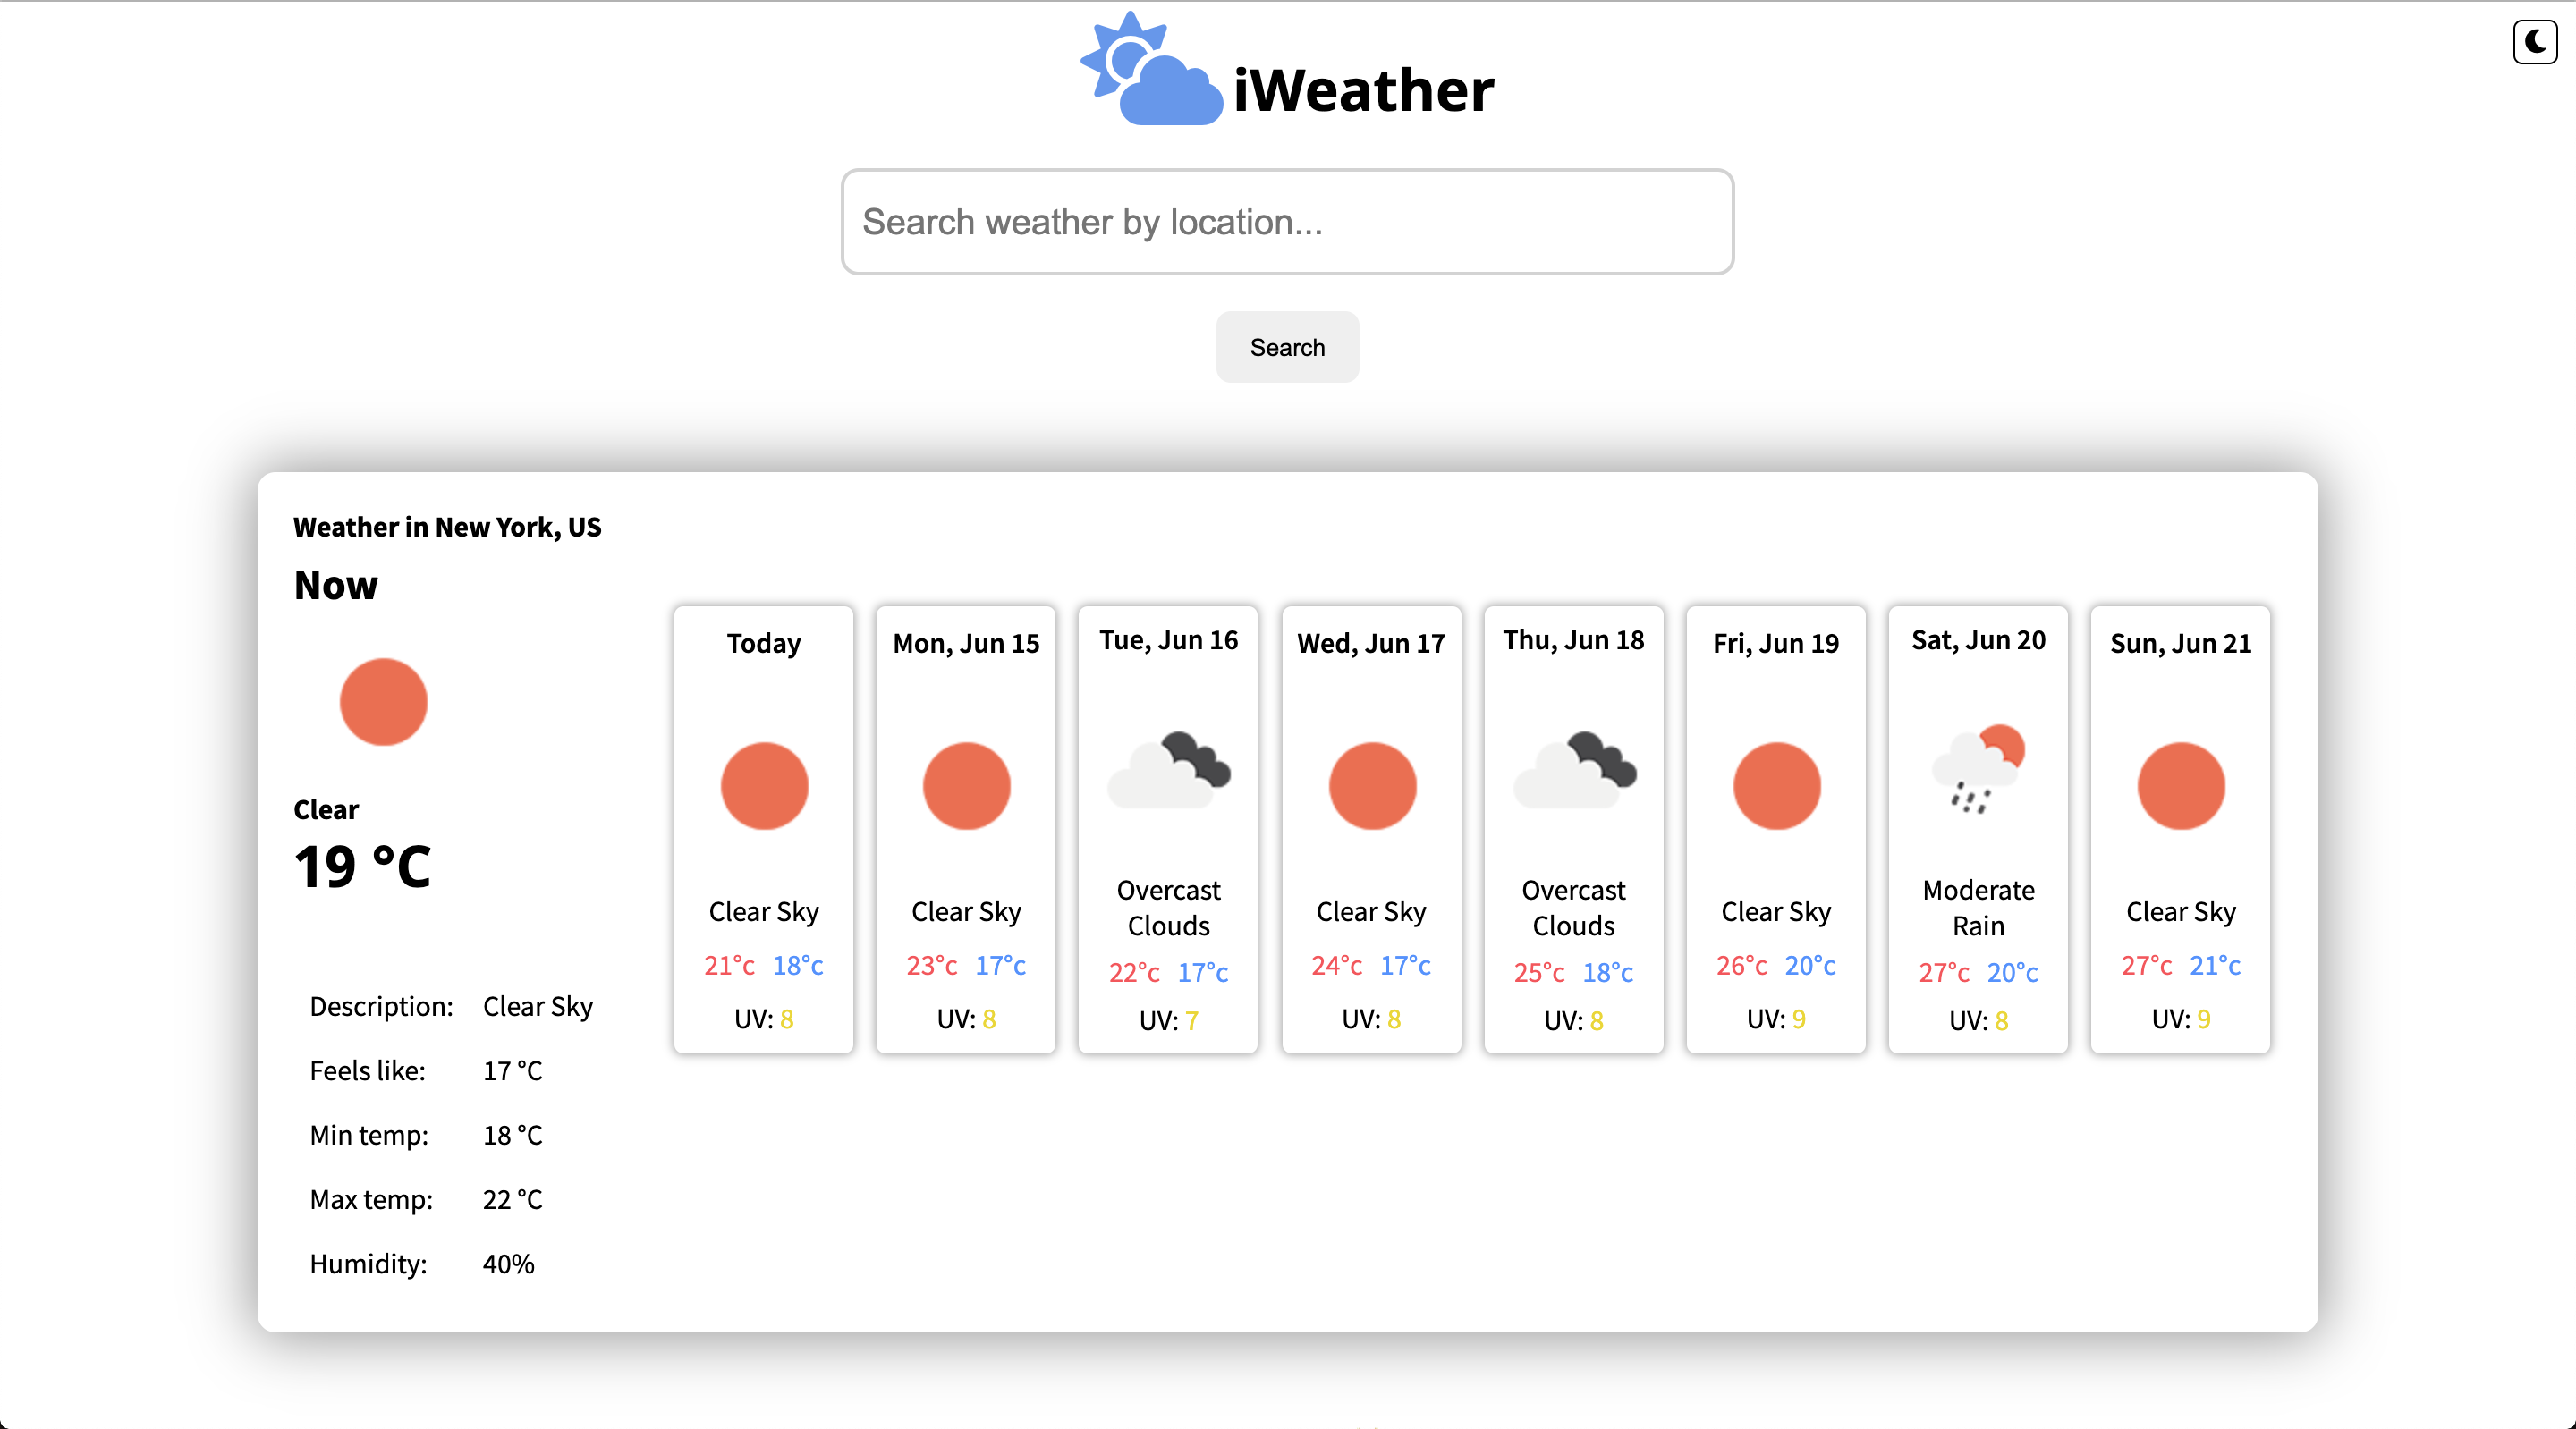 iWeather
Search weather by location...
Search
Weather in New York, US
Now
Clear
19 °C
Description: Clear Sky
Feels like: 17 °C
Min temp: 18 °C
Max temp: 22 °C
Humidity: 40%
Today
Clear Sky
21°c 18°c
UV: 8
Mon, Jun 15
Clear Sky
23°c 17°c
UV: 8
Tue, Jun 16
Overcast
Clouds
22°c 17°c
UV: 7
Wed, Jun 17
Clear Sky
24°c 17°c
UV: 8
Thu, Jun 18
Overcast
Clouds
25°c 18°c
UV: 8
Fri, Jun 19
Clear Sky
26°c 20°c
UV: 9
Sat, Jun 20
Moderate
Rain
27°c 20°c
UV: 8
Sun, Jun 21
Clear Sky
27°c 21°c
UV: 9